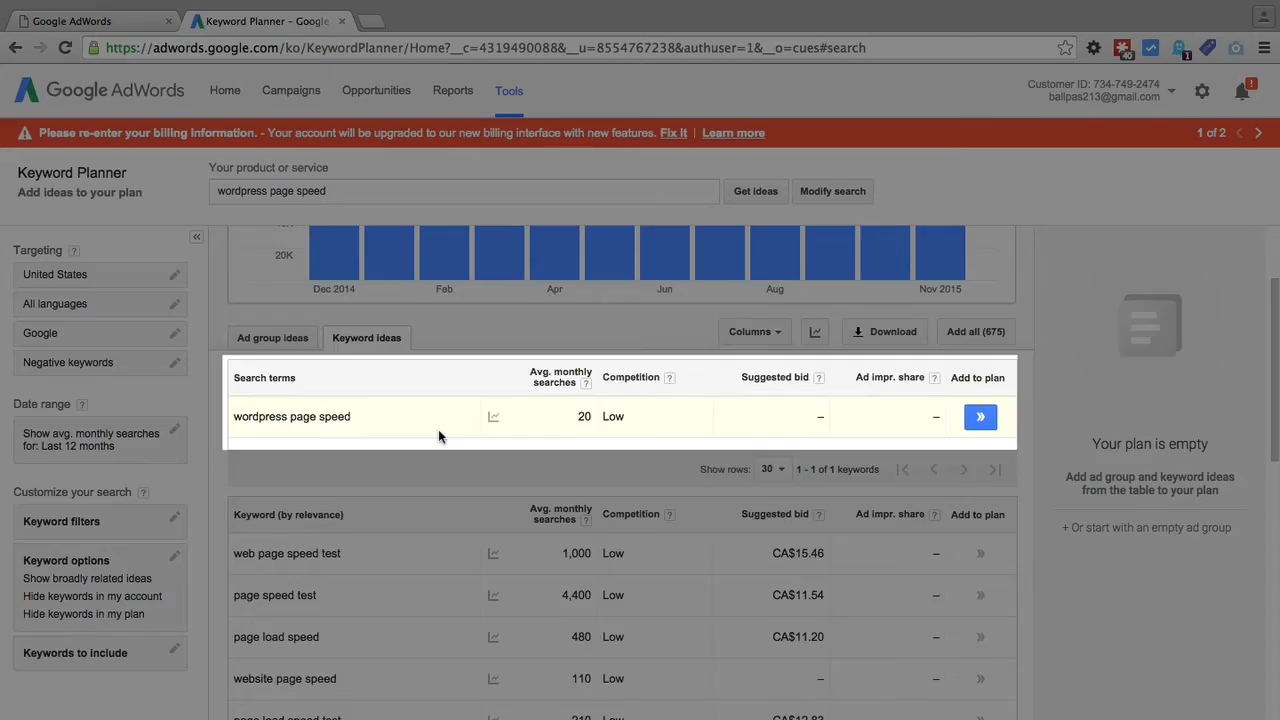 Google AdWords
Keyword Planner – Google
https://adwords.google.com/ko/KeywordPlanner/Home?__c=4319490088&__u=8554767238&authuser=1&__o=cues#search
40
1
Google AdWords
Home
Campaigns
Opportunities
Reports
Tools
Customer ID: 734-749-2474
ballpas213@gmail.com
!
Please re-enter your billing information. - Your account will be upgraded to our new billing interface with new features. Fix it | Learn more
1 of 2
Keyword Planner
Add ideas to your plan
Your product or service
wordpress page speed
Get ideas
Modify search
Targeting ?
United States
All languages
Google
Negative keywords
Date range ?
Show avg. monthly searches
for: Last 12 months
Customize your search ?
Keyword filters
Keyword options
Show broadly related ideas
Hide keywords in my account
Hide keywords in my plan
Keywords to include
20K
Dec 2014 Feb Apr Jun Aug Nov 2015
Ad group ideas
Keyword ideas
Columns
Download
Add all (675)
Search terms
Avg. monthly
searches ?
Competition ?
Suggested bid ?
Ad impr. share ?
Add to plan
wordpress page speed 20 Low – – »
Show rows: 30 1 - 1 of 1 keywords
Keyword (by relevance)
Avg. monthly
searches ?
Competition ?
Suggested bid ?
Ad impr. share ?
Add to plan
web page speed test 1,000 Low CA$15.46 – »
page speed test 4,400 Low CA$11.54 – »
page load speed 480 Low CA$11.20 – »
website page speed 110 Low – – »
page load speed test 210 Low CA$12.83 – »
Your plan is empty
Add ad group and keyword ideas
from the table to your plan
+ Or start with an empty ad group